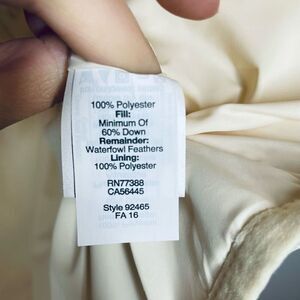 100% Polyester
Fill:
Minimum Of
60% Down
Remainder:
Waterfowl Feathers
Lining:
100% Polyester
RN77388
CA56445
Style 92465
FA 16